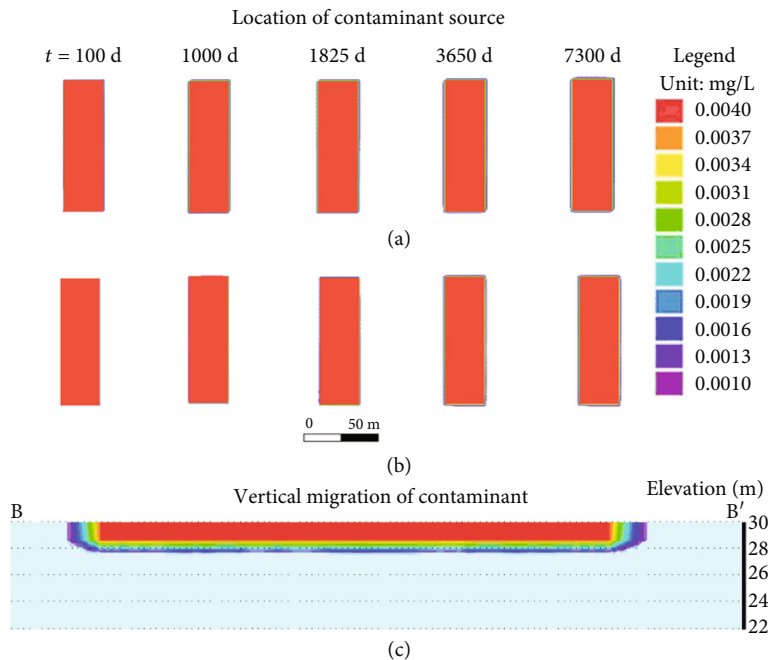 Location of contaminant source
t = 100 d 1000 d 1825 d 3650 d 7300 d Legend
Unit: mg/L
0.0040
0.0037
0.0034
0.0031
0.0028
0.0025
0.0022
0.0019
0.0016
0.0013
0.0010
(a)
0 50 m
(b)
Vertical migration of contaminant
Elevation (m)
B B′
30
28
26
24
22
(c)